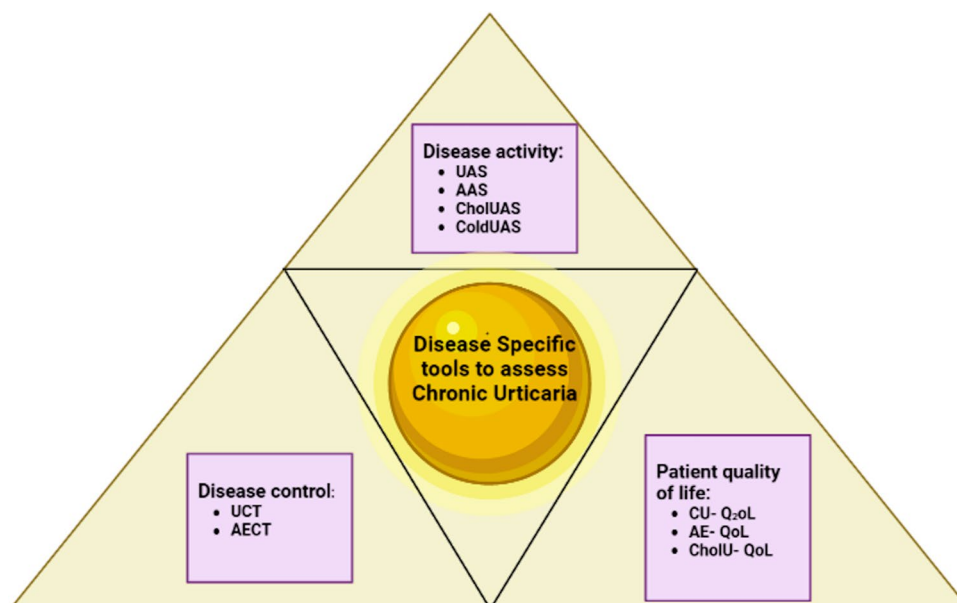 Disease activity:
• UAS
• AAS
• CholUAS
• ColdUAS
Disease Specific
tools to assess
Chronic Urticaria
Disease control:
• UCT
• AECT
Patient quality
of life:
• CU- Q₂oL
• AE- QoL
• CholU- QoL